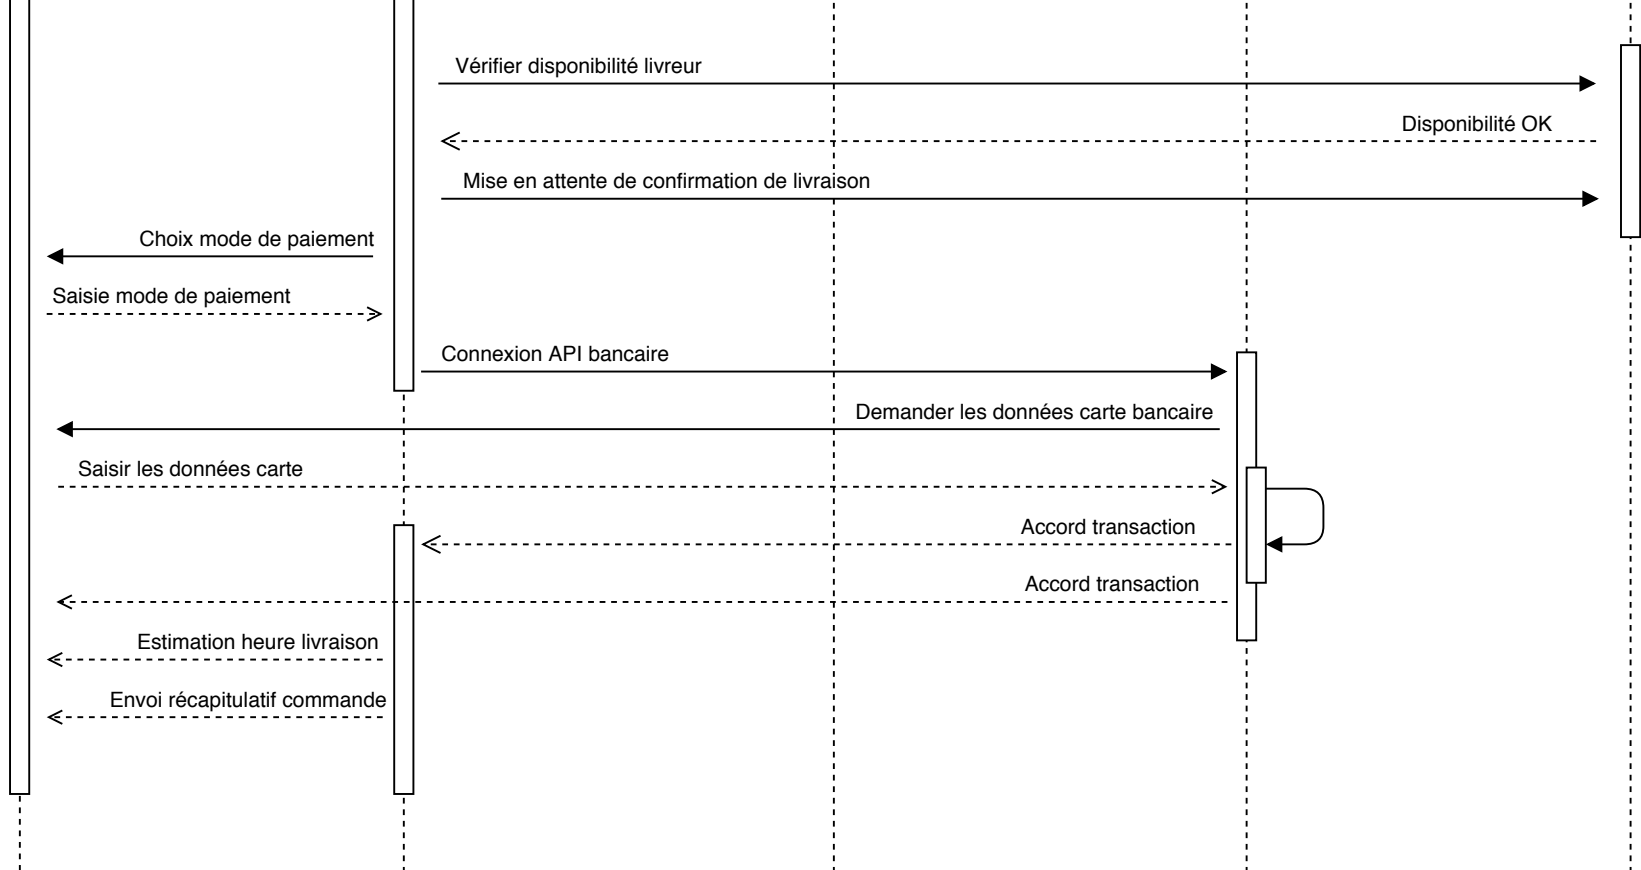 Vérifier disponibilité livreur
Disponibilité OK
Mise en attente de confirmation de livraison
Choix mode de paiement
Saisie mode de paiement
Connexion API bancaire
Demander les données carte bancaire
Saisir les données carte
Accord transaction
Accord transaction
Estimation heure livraison
Envoi récapitulatif commande